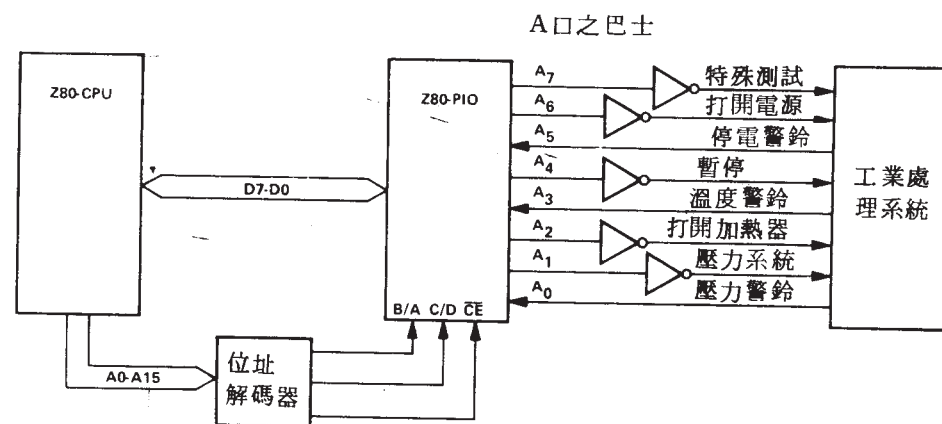 A口之巴士
Z80-CPU
Z80-PIO
D7-D0
A7
特殊測試
A6
打開電源
A5
停電警鈴
A4
暫停
A3
溫度警鈴
A2
打開加熱器
A1
壓力系統
A0
壓力警鈴
工業處
理系統
B/A C/D CE
A0-A15
位址
解碼器